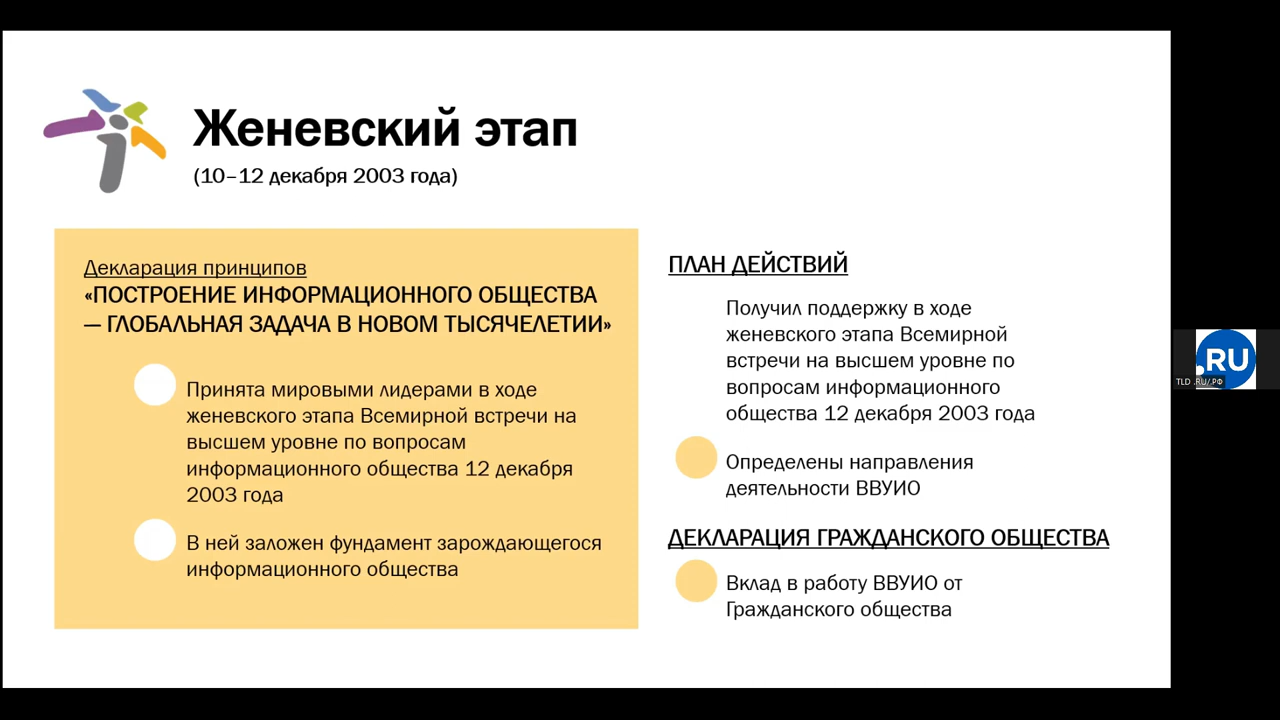 Женевский этап
(10–12 декабря 2003 года)
Декларация принципов
«ПОСТРОЕНИЕ ИНФОРМАЦИОННОГО ОБЩЕСТВА
— ГЛОБАЛЬНАЯ ЗАДАЧА В НОВОМ ТЫСЯЧЕЛЕТИИ»
Принята мировыми лидерами в ходе
женевского этапа Всемирной встречи на
высшем уровне по вопросам
информационного общества 12 декабря
2003 года
В ней заложен фундамент зарождающегося
информационного общества
ПЛАН ДЕЙСТВИЙ
Получил поддержку в ходе
женевского этапа Всемирной
встречи на высшем уровне по
вопросам информационного
общества 12 декабря 2003 года
Определены направления
деятельности ВВУИО
ДЕКЛАРАЦИЯ ГРАЖДАНСКОГО ОБЩЕСТВА
Вклад в работу ВВУИО от
Гражданского общества
.RU
TLD .RU/.РФ